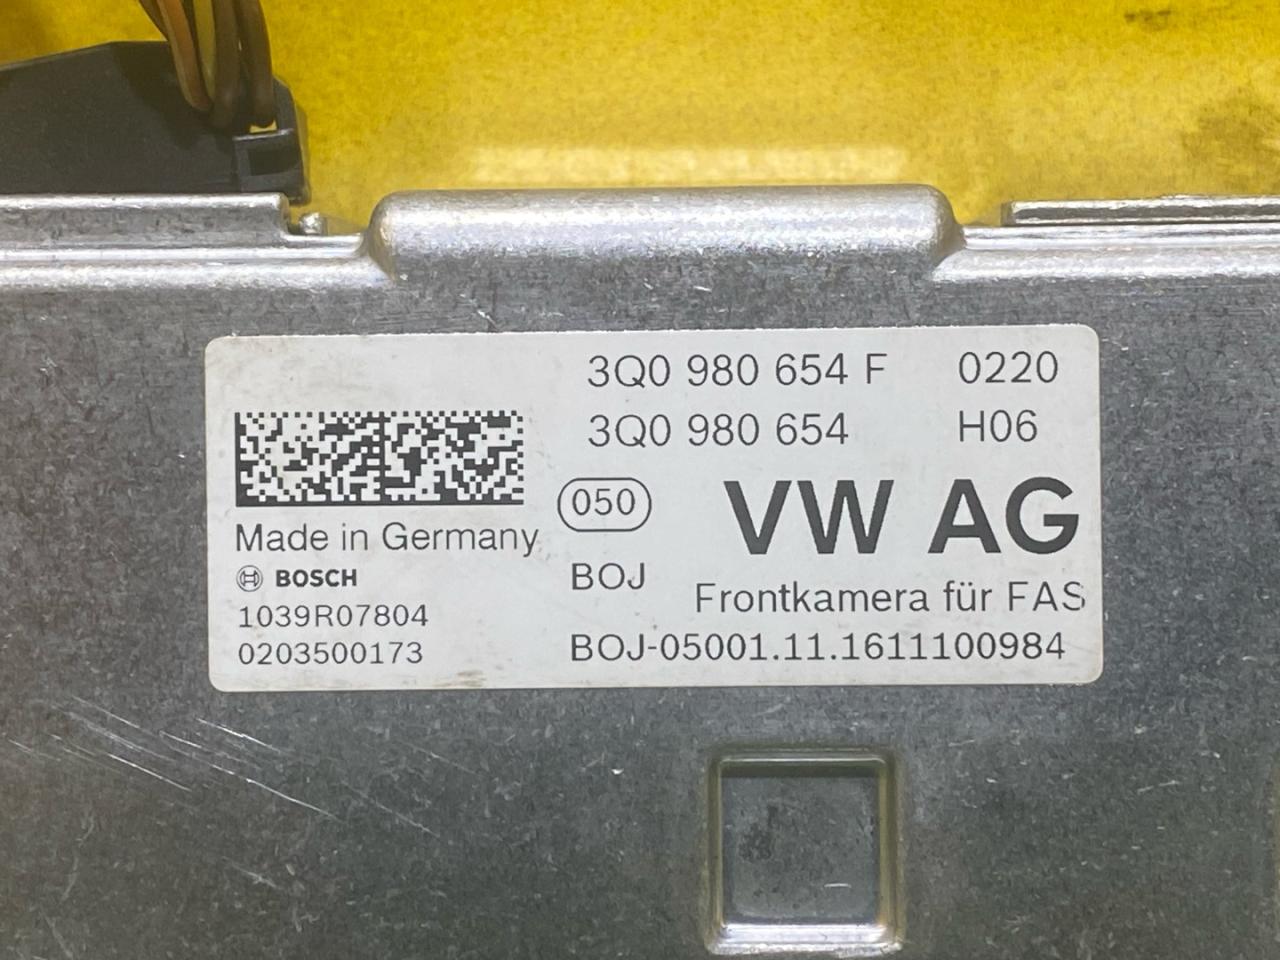 3Q0 980 654 F 0220
3Q0 980 654 H06
050 VW AG
Made in Germany
BOSCH BOJ Frontkamera für FAS
1039R07804
0203500173 BOJ-05001.11.1611100984